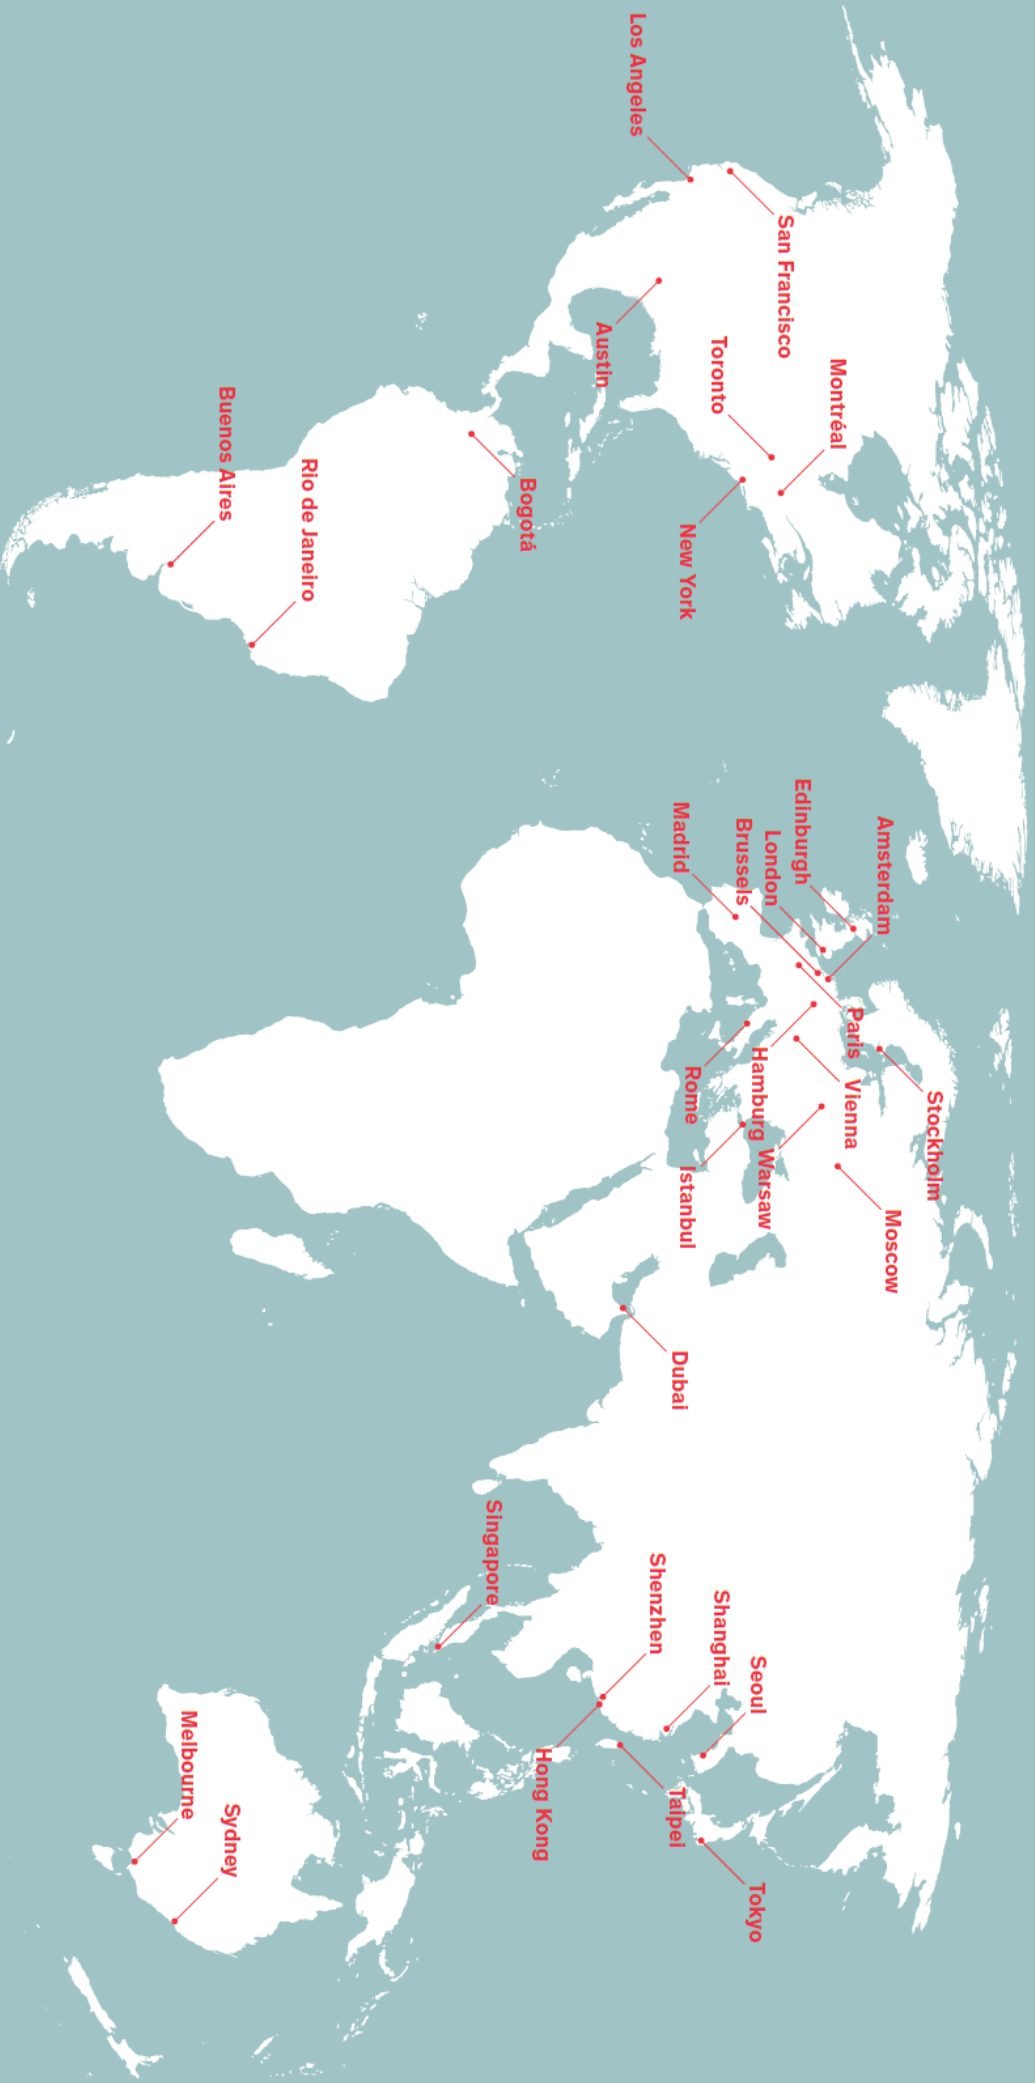 Los Angeles
San Francisco
Austin
Toronto
Montréal
New York
Bogotá
Buenos Aires
Rio de Janeiro
Edinburgh
Amsterdam
London
Brussels
Madrid
Paris
Stockholm
Vienna
Hamburg
Rome
Warsaw
Istanbul
Moscow
Dubai
Singapore
Shenzhen
Shanghai
Seoul
Hong Kong
Taipei
Tokyo
Melbourne
Sydney